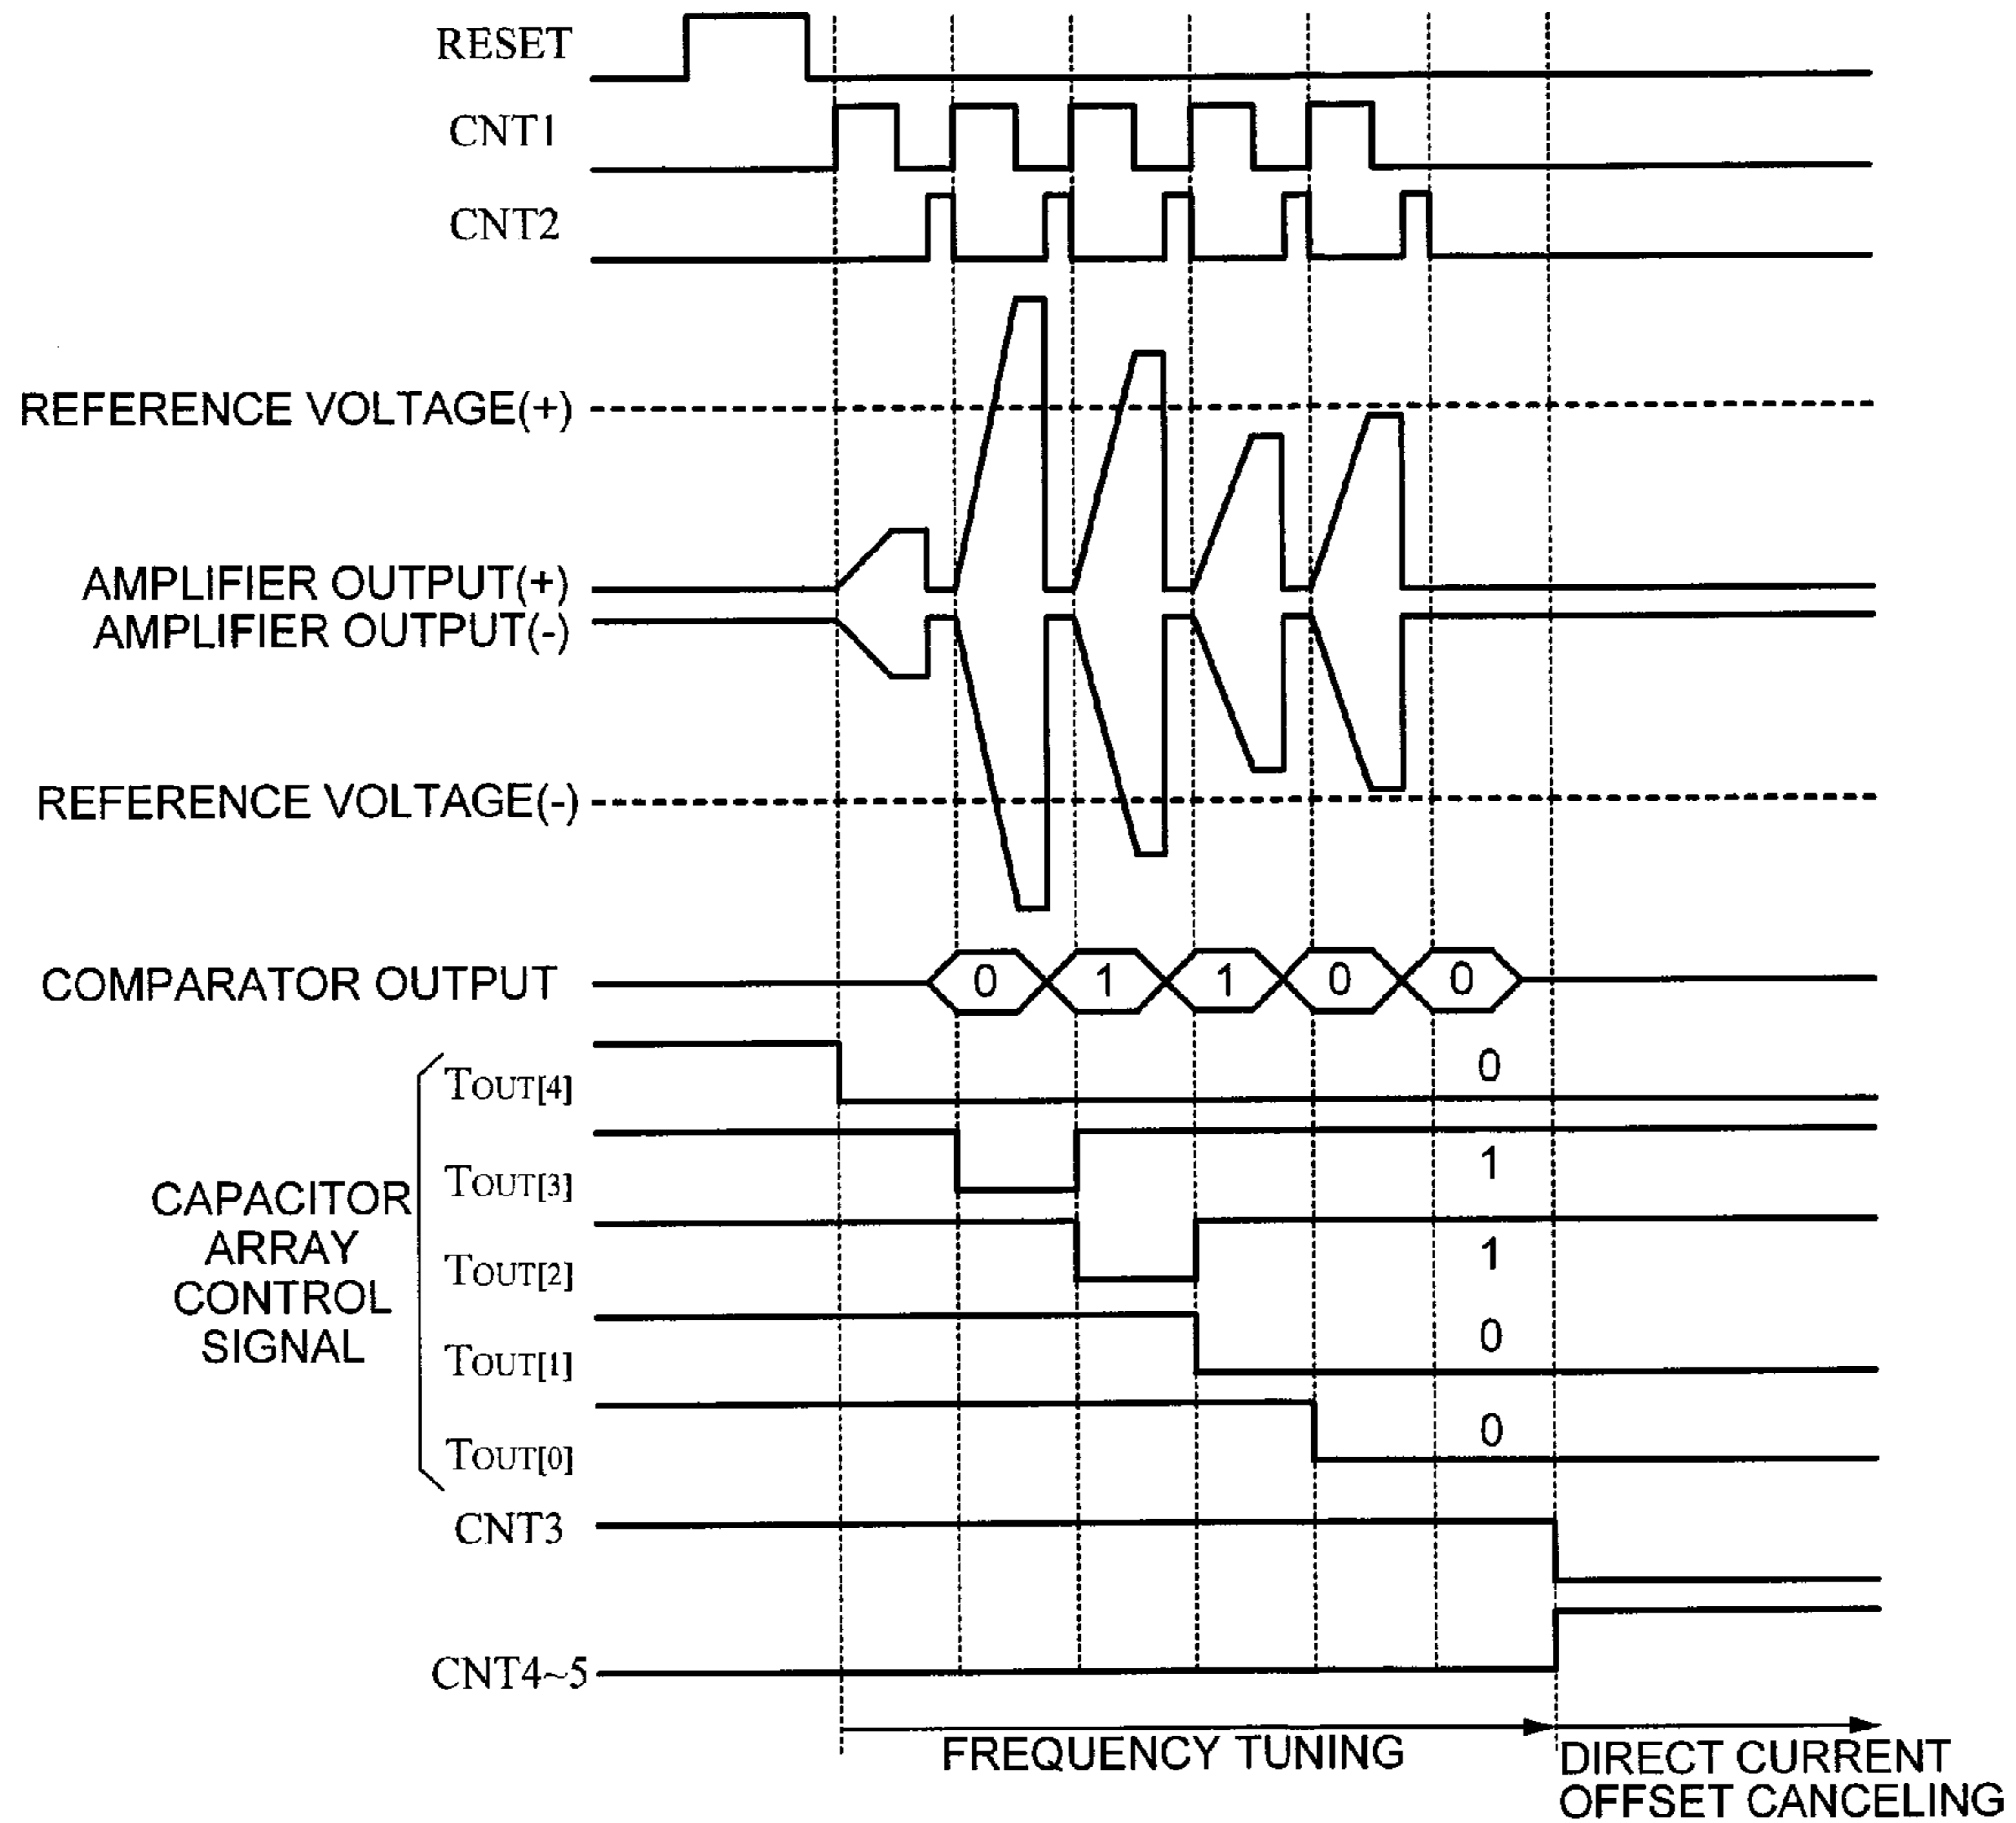 RESET
CNT1
CNT2
REFERENCE VOLTAGE(+)
AMPLIFIER OUTPUT(+)
AMPLIFIER OUTPUT(-)
REFERENCE VOLTAGE(-)
COMPARATOR OUTPUT
0 1 1 0 0
TOUT[4]
0
TOUT[3]
1
CAPACITOR
ARRAY
CONTROL
SIGNAL
TOUT[2]
1
TOUT[1]
0
TOUT[0]
0
CNT3
CNT4~5
FREQUENCY TUNING
DIRECT CURRENT
OFFSET CANCELING